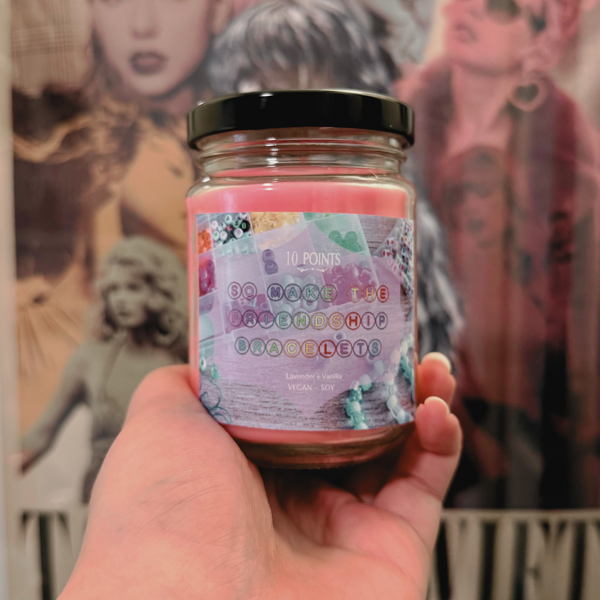 10 POINTS
SO MAKE THE
FRIENDSHIP
BRACELETS
Lavender + Vanilla
VEGAN - SOY